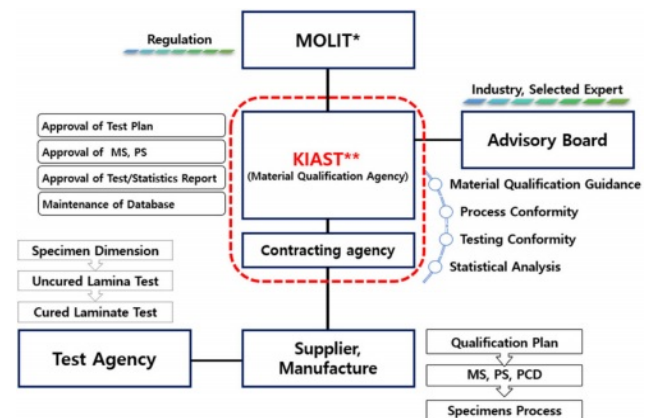 Regulation
MOLIT*
Industry, Selected Expert
Approval of Test Plan
Approval of MS, PS
Approval of Test/Statistics Report
Maintenance of Database
KIAST**
(Material Qualification Agency)
Advisory Board
Material Qualification Guidance
Process Conformity
Testing Conformity
Statistical Analysis
Contracting agency
Specimen Dimension
Uncured Lamina Test
Cured Laminate Test
Test Agency
Supplier,
Manufacture
Qualification Plan
MS, PS, PCD
Specimens Process